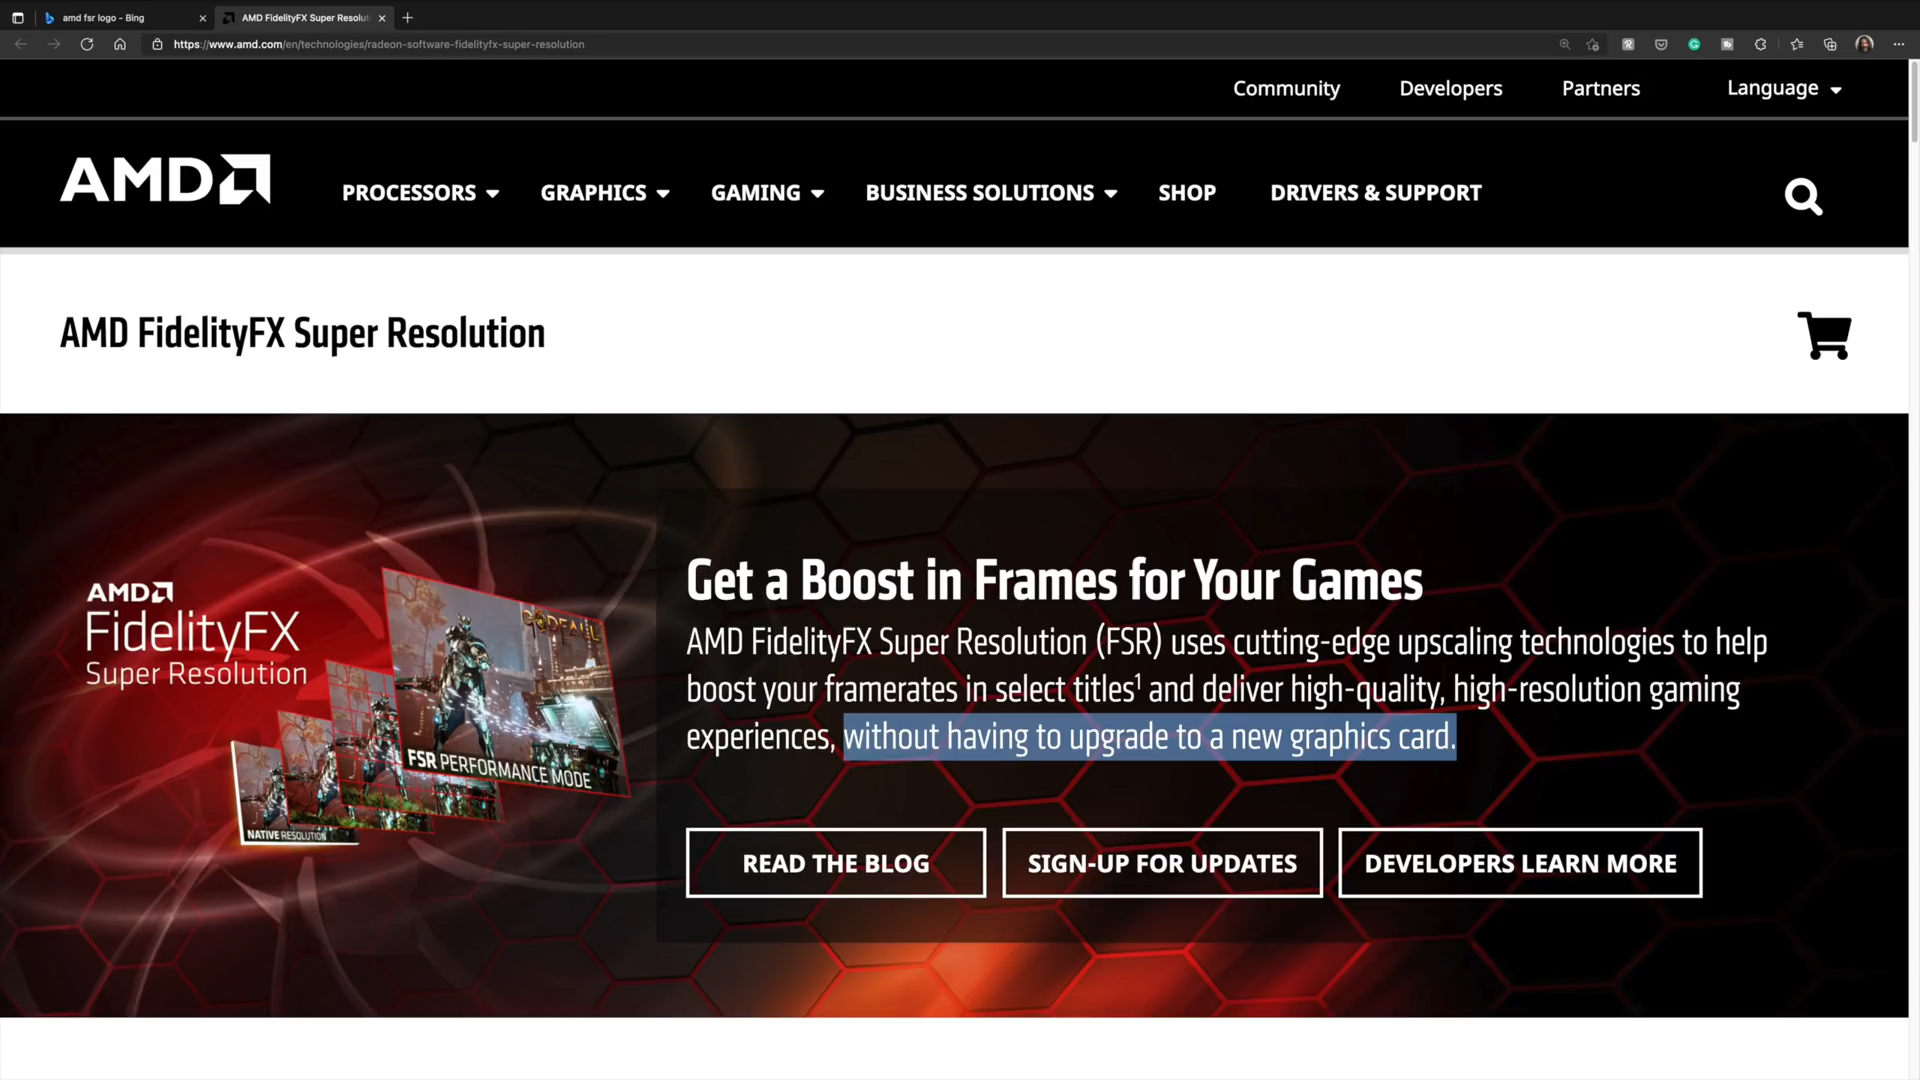 amd fsr logo - Bing
AMD FidelityFX Super Resolut
https://www.amd.com/en/technologies/radeon-software-fidelityfx-super-resolution
Community Developers Partners Language
AMD PROCESSORS GRAPHICS GAMING BUSINESS SOLUTIONS SHOP DRIVERS & SUPPORT
AMD FidelityFX Super Resolution
AMD
FidelityFX
Super Resolution
GODFALL
FSR PERFORMANCE MODE
NATIVE RESOLUTION
Get a Boost in Frames for Your Games
AMD FidelityFX Super Resolution (FSR) uses cutting-edge upscaling technologies to help
boost your framerates in select titles¹ and deliver high-quality, high-resolution gaming
experiences, without having to upgrade to a new graphics card.
READ THE BLOG SIGN-UP FOR UPDATES DEVELOPERS LEARN MORE